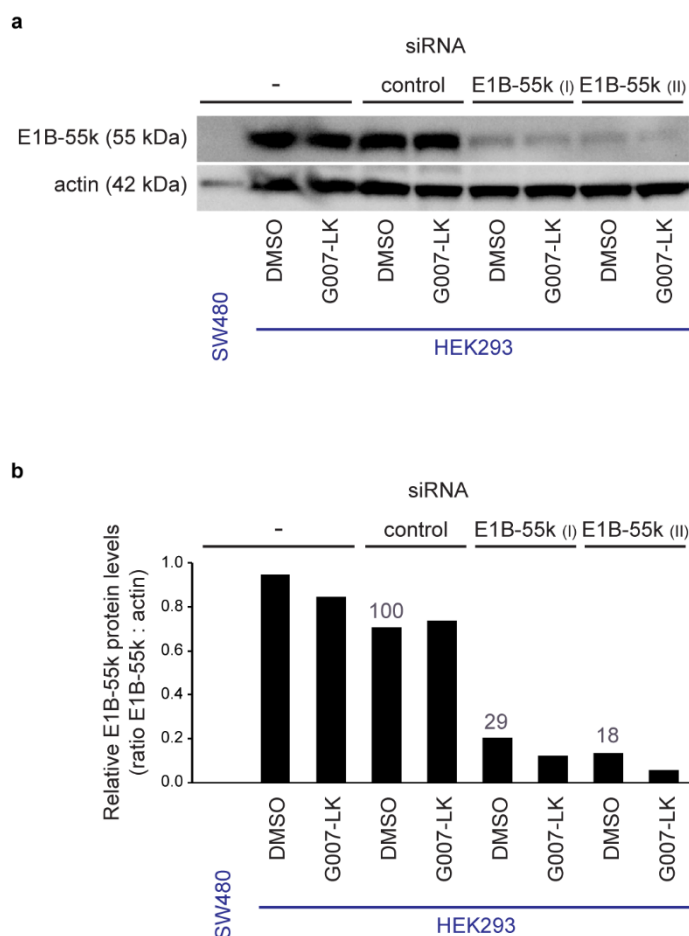 a
siRNA
- control E1B-55k (I) E1B-55k (II)
E1B-55k (55 kDa)
actin (42 kDa)
SW480 DMSO G007-LK DMSO G007-LK DMSO G007-LK DMSO G007-LK
HEK293
b
siRNA
- control E1B-55k (I) E1B-55k (II)
Relative E1B-55k protein levels
(ratio E1B-55k : actin)
1.0
0.8
0.6
0.4
0.2
0.0
100
29
18
SW480 DMSO G007-LK DMSO G007-LK DMSO G007-LK DMSO G007-LK
HEK293